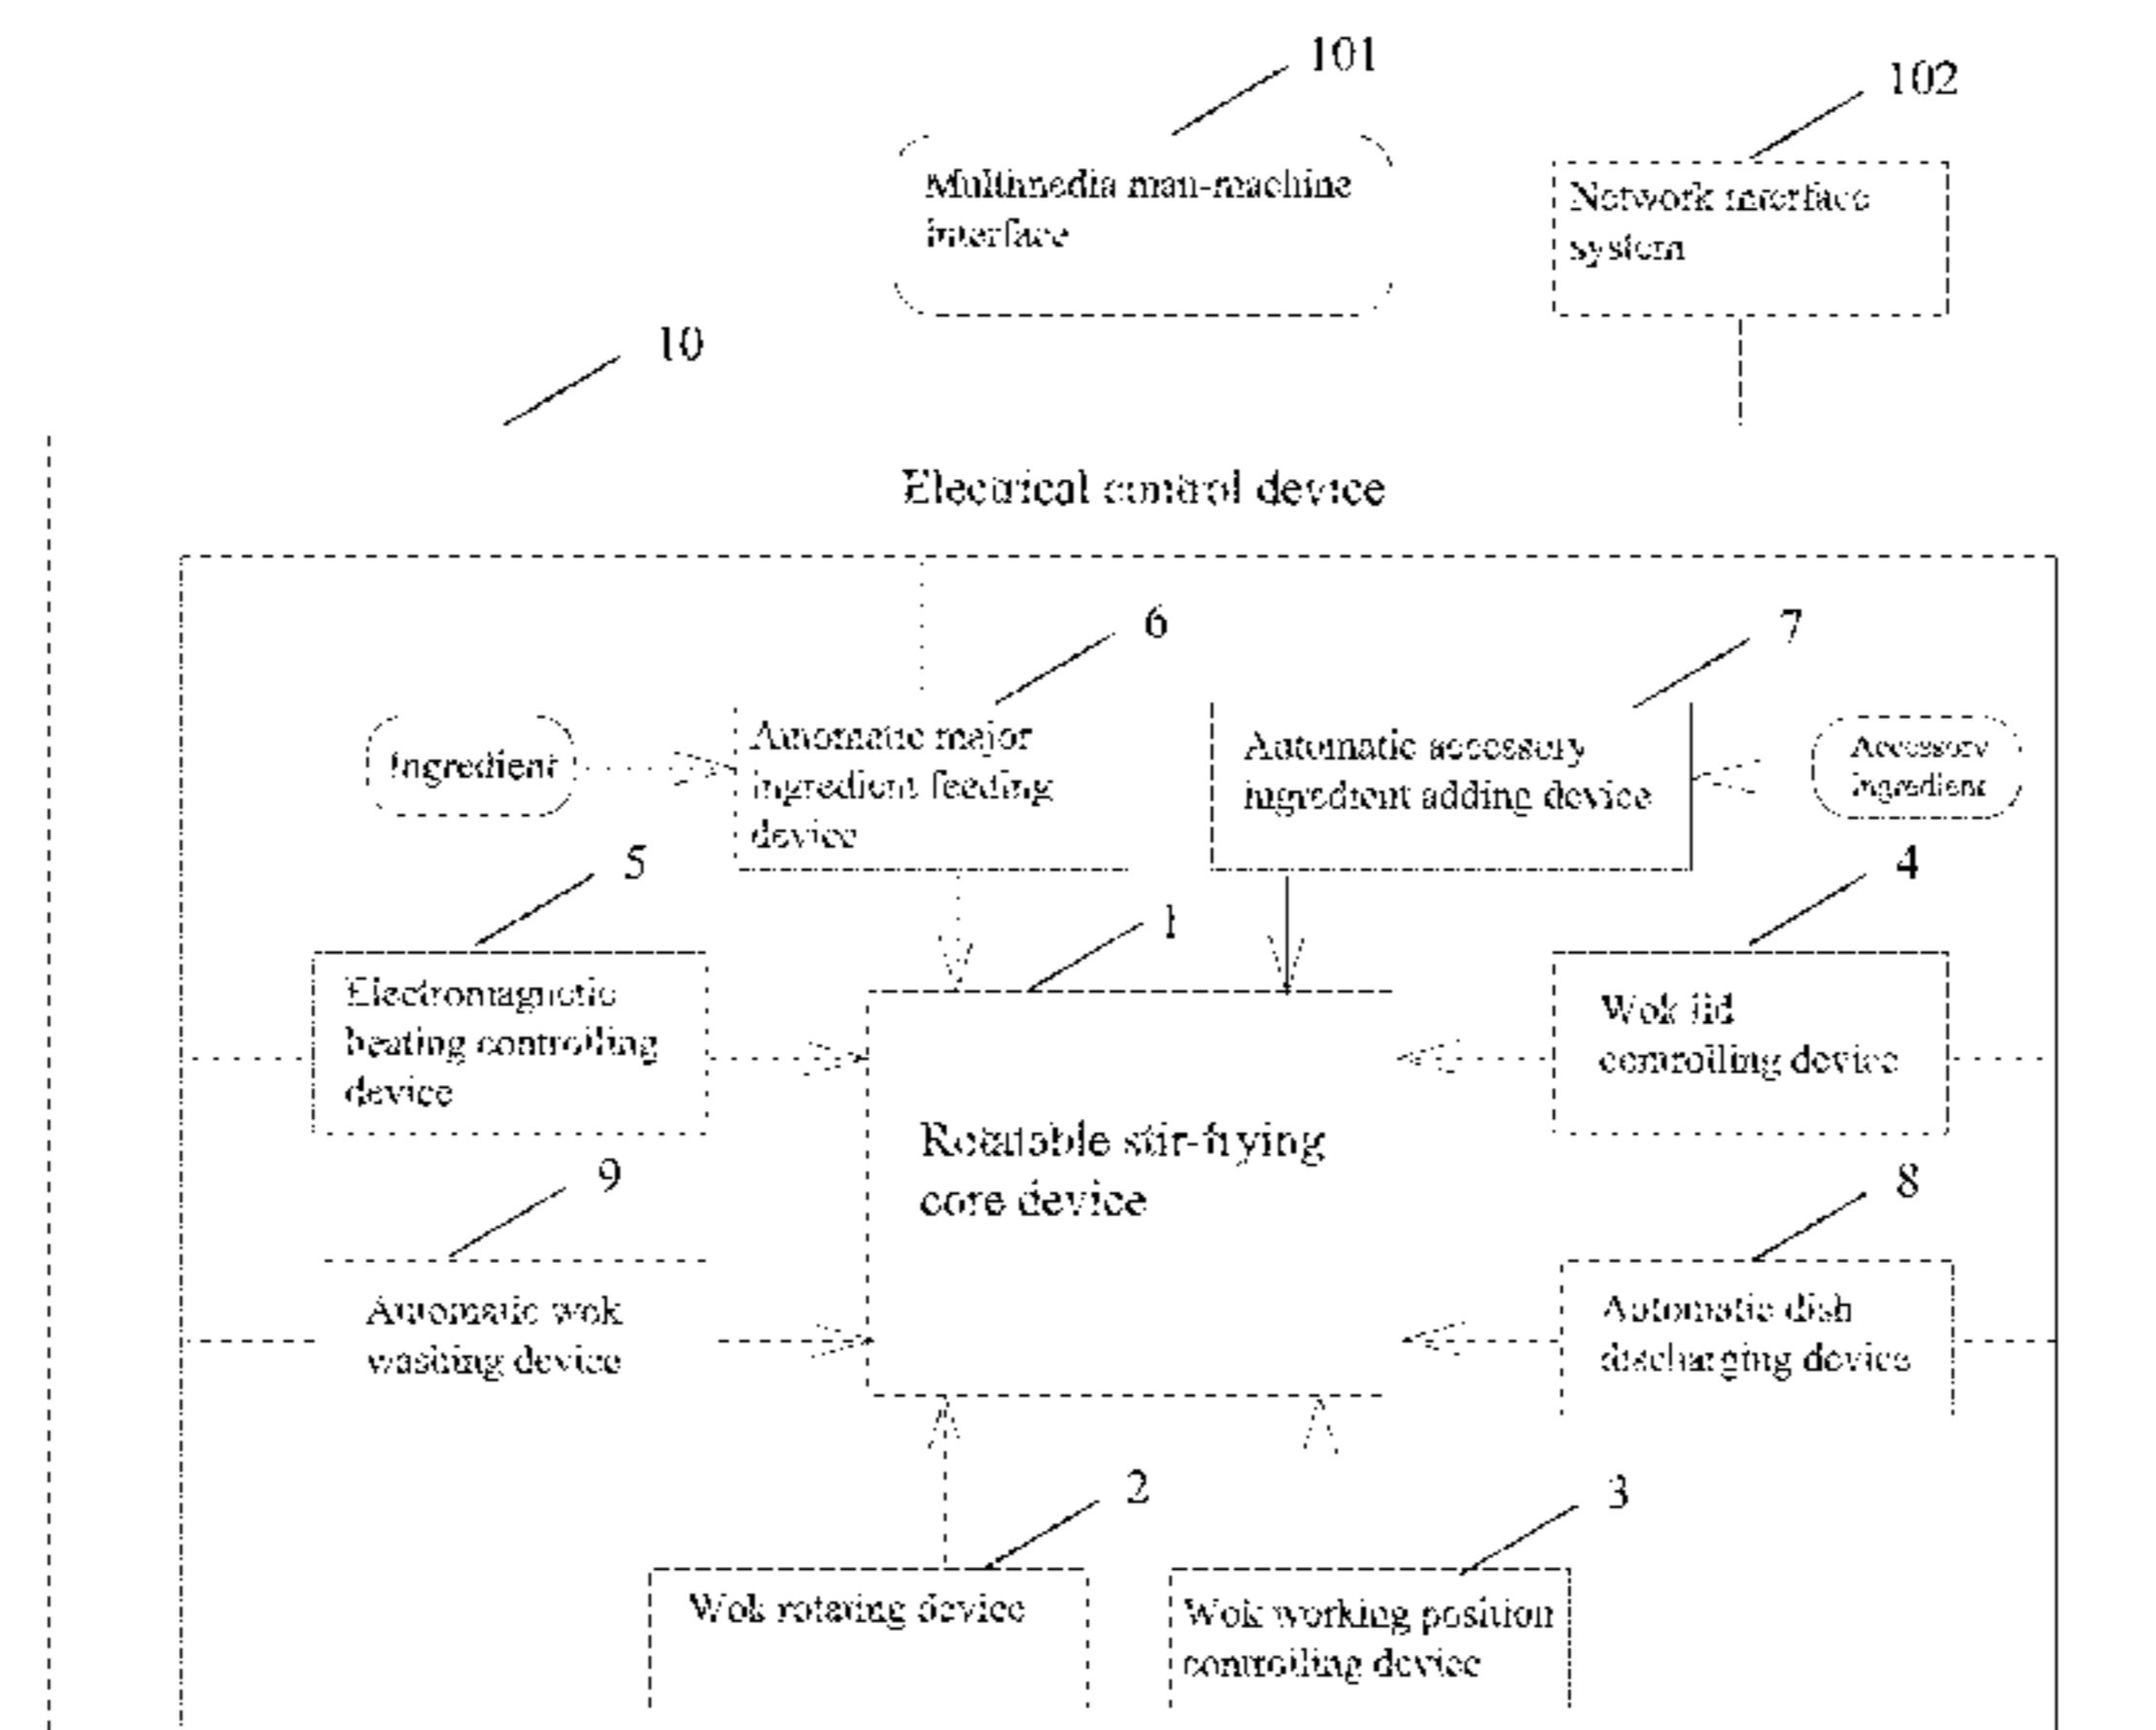 101
102
Multimedia man-machine
interface
Network interface
system
10
Electrical control device
6
7
Ingredient
Automatic major
ingredient feeding
device
Automatic accessory
ingredient adding device
Accessory
ingredient
5
4
1
Electromagnetic
heating controlling
device
Wok lid
controlling device
Rotatable stir-frying
core device
9
8
Automatic wok
washing device
Automatic dish
discharging device
2
3
Wok rotating device
Wok working position
controlling device